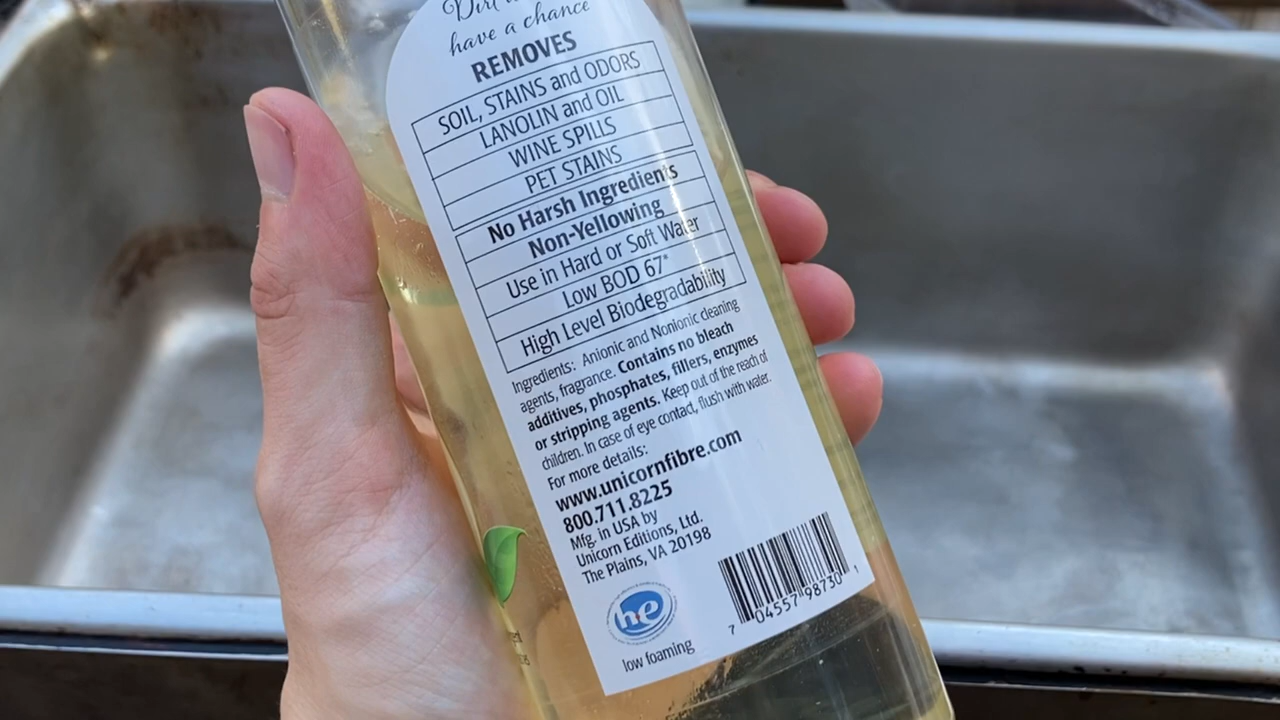 have a chance
REMOVES
SOIL, STAINS and ODORS
LANOLIN and OIL
WINE SPILLS
PET STAINS
No Harsh Ingredients
Non-Yellowing
Use in Hard or Soft Water
Low BOD 67*
High Level Biodegradability
Ingredients: Anionic and Nonionic cleaning
agents, fragrance. Contains no bleach
additives, phosphates, fillers, enzymes
or stripping agents. Keep out of the reach of
children. In case of eye contact, flush with water.
For more details:
www.unicornfibre.com
800.711.8225
Mfg. in USA by
Unicorn Editions, Ltd.
The Plains, VA 20198
he
low foaming
7 04557 98730 1